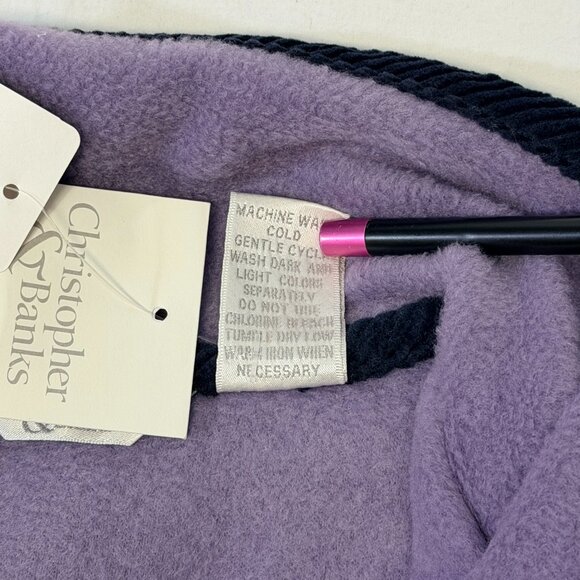 Christopher
& Banks
MACHINE WA
COLD
GENTLE CYCL
WASH DARK AND
LIGHT COLORS
SEPARATELY
DO NOT USE
CHLORINE BLEACH
TUMBLE DRY LOW
WARM IRON WHEN
NECESSARY